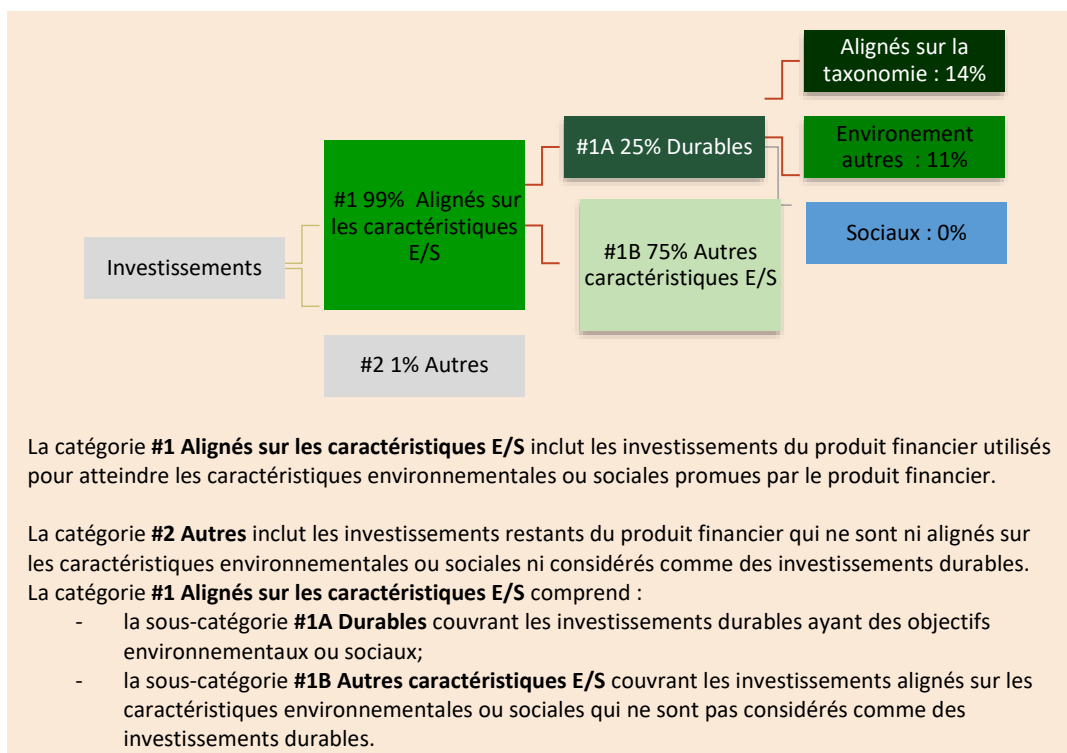 Alignés sur la
taxonomie : 14%
#1A 25% Durables
Environement
autres : 11%
#1 99% Alignés sur
les caractéristiques
E/S
Sociaux : 0%
Investissements
#1B 75% Autres
caractéristiques E/S
#2 1% Autres
La catégorie #1 Alignés sur les caractéristiques E/S inclut les investissements du produit financier utilisés
pour atteindre les caractéristiques environnementales ou sociales promues par le produit financier.
La catégorie #2 Autres inclut les investissements restants du produit financier qui ne sont ni alignés sur
les caractéristiques environnementales ou sociales ni considérés comme des investissements durables.
La catégorie #1 Alignés sur les caractéristiques E/S comprend :
- la sous-catégorie #1A Durables couvrant les investissements durables ayant des objectifs
environnementaux ou sociaux;
- la sous-catégorie #1B Autres caractéristiques E/S couvrant les investissements alignés sur les
caractéristiques environnementales ou sociales qui ne sont pas considérés comme des
investissements durables.